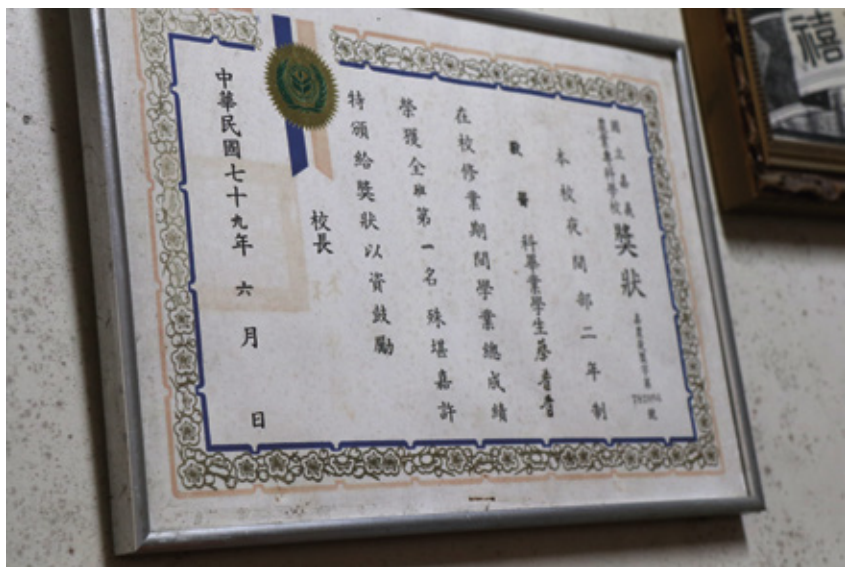 國立嘉義
農業專科學校
獎狀
嘉農夜獎字第
792094
號
本校夜間部二年制
獸醫科畢業學生蔡
在校修業期間學業總成績
榮獲全班第一名殊堪嘉許
特頒給獎狀以資鼓勵
校長
中華民國七十九年六月日
禧